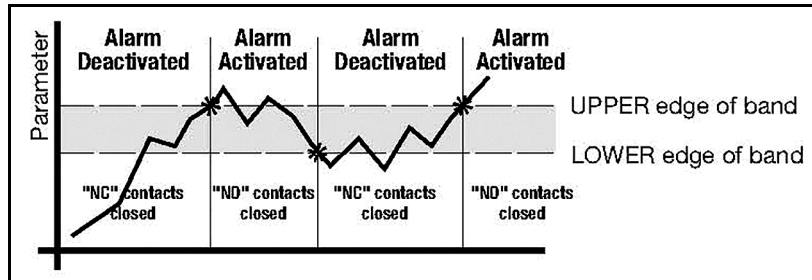 Alarm
Deactivated
Alarm
Activated
Alarm
Deactivated
Alarm
Activated
Parameter
UPPER edge of band
LOWER edge of band
"NC" contacts
closed
"NO" contacts
closed
"NC" contacts
closed
"NO" contacts
closed